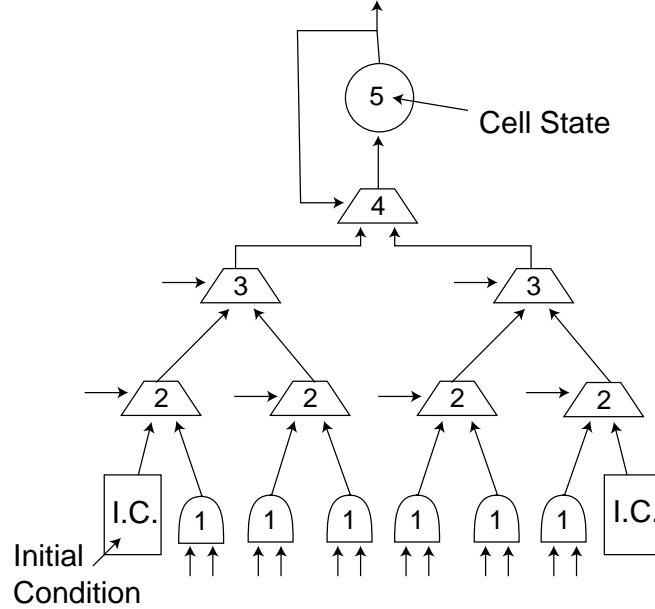 5
Cell State
4
3 3
2 2 2 2
I.C. 1 1 1 1 1 1 I.C.
Initial
Condition